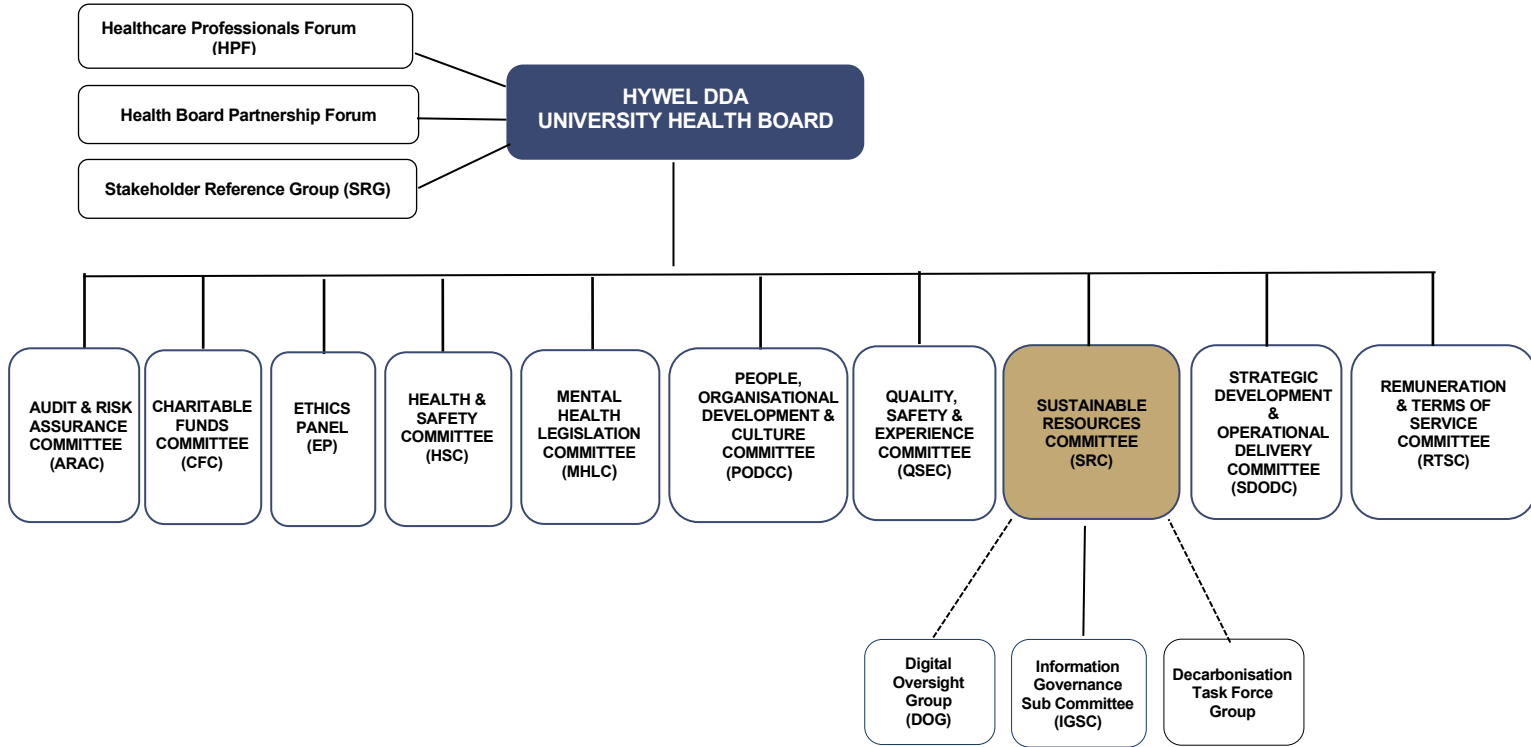 Healthcare Professionals Forum
(HPF)
Health Board Partnership Forum
Stakeholder Reference Group (SRG)
HYWEL DDA
UNIVERSITY HEALTH BOARD
AUDIT & RISK
ASSURANCE
COMMITTEE
(ARAC)
CHARITABLE
FUNDS
COMMITTEE
(CFC)
ETHICS
PANEL
(EP)
HEALTH &
SAFETY
COMMITTEE
(HSC)
MENTAL
HEALTH
LEGISLATION
COMMITTEE
(MHLC)
PEOPLE,
ORGANISATIONAL
DEVELOPMENT &
CULTURE
COMMITTEE
(PODCC)
QUALITY,
SAFETY &
EXPERIENCE
COMMITTEE
(QSEC)
SUSTAINABLE
RESOURCES
COMMITTEE
(SRC)
STRATEGIC
DEVELOPMENT
&
OPERATIONAL
DELIVERY
COMMITTEE
(SDODC)
REMUNERATION
& TERMS OF
SERVICE
COMMITTEE
(RTSC)
Digital
Oversight
Group
(DOG)
Information
Governance
Sub Committee
(IGSC)
Decarbonisation
Task Force
Group